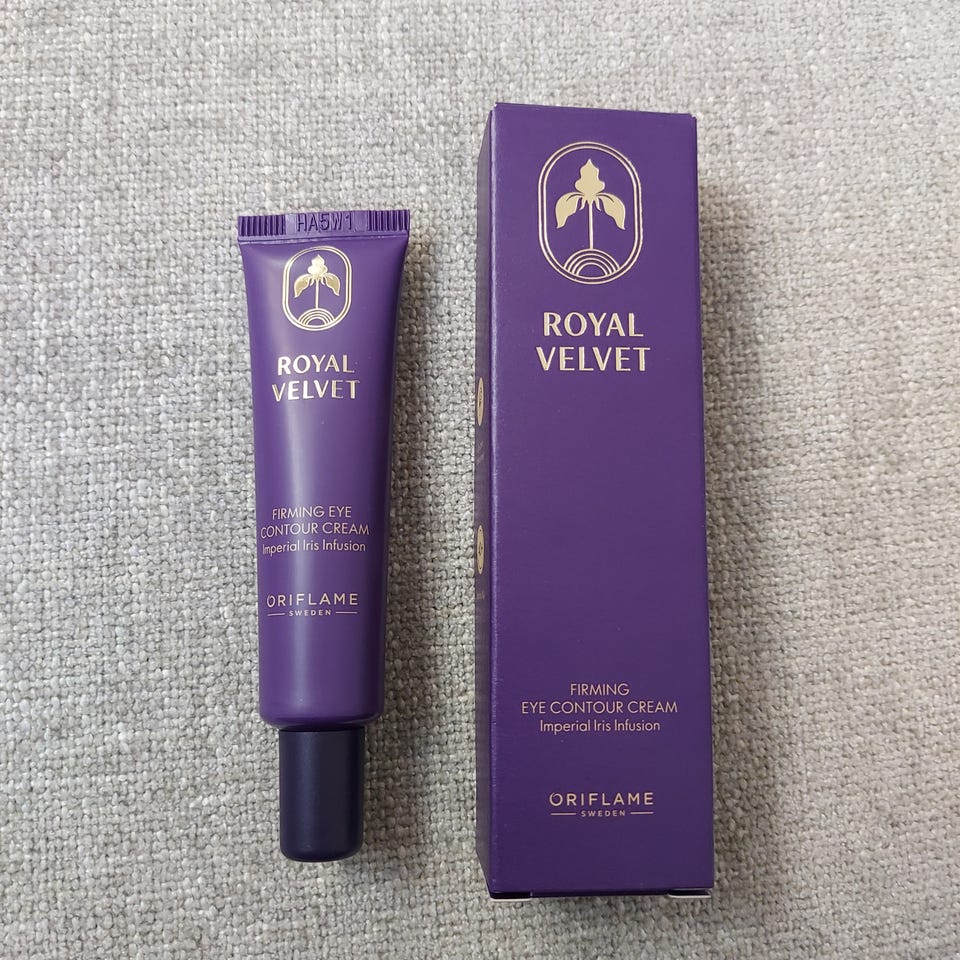 HA5W1
ROYAL
VELVET
FIRMING EYE
CONTOUR CREAM
Imperial Iris Infusion
ORIFLAME
SWEDEN
ROYAL
VELVET
FIRMING
EYE CONTOUR CREAM
Imperial Iris Infusion
ORIFLAME
SWEDEN